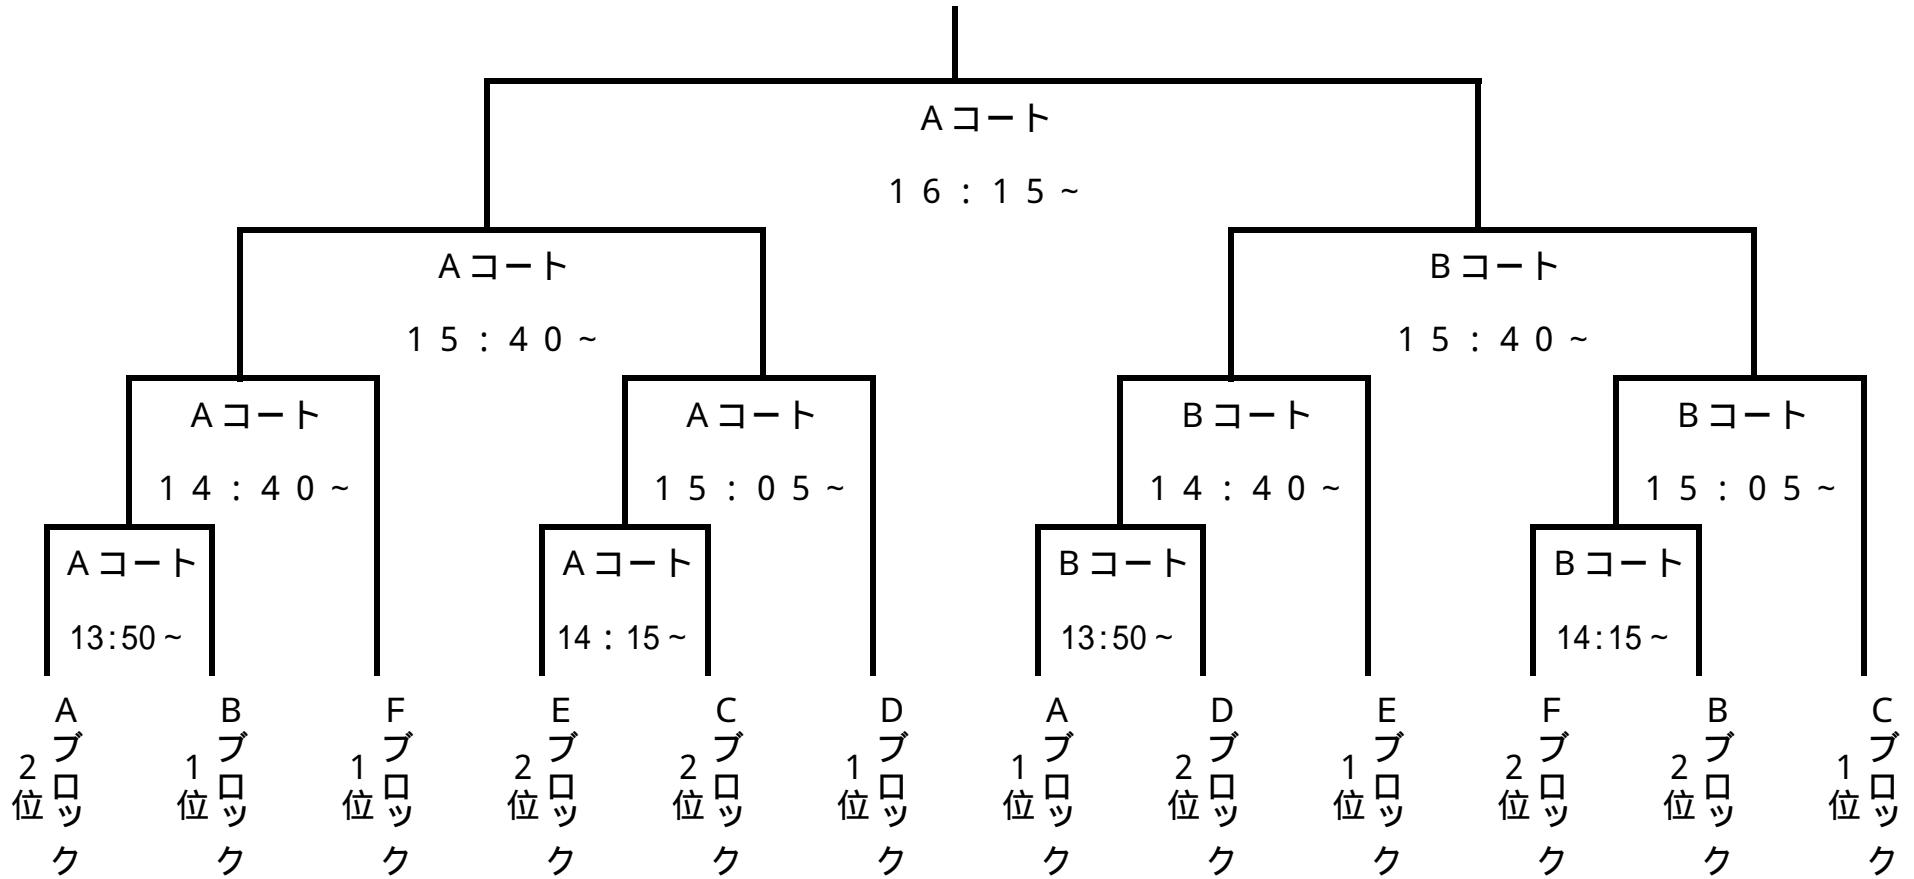 Aコート
16:15~
Aコート
Bコート
15:40~
15:40~
Aコート
Aコート
Bコート
Bコート
14:40~
15:05~
14:40~
15:05~
Aコート
Aコート
Bコート
Bコート
13:50~
14:15~
13:50~
14:15~
Aブロック
2位
Bブロック
1位
Fブロック
1位
Eブロック
2位
Cブロック
2位
Dブロック
1位
Aブロック
1位
Dブロック
2位
Eブロック
1位
Fブロック
2位
Bブロック
2位
Cブロック
1位